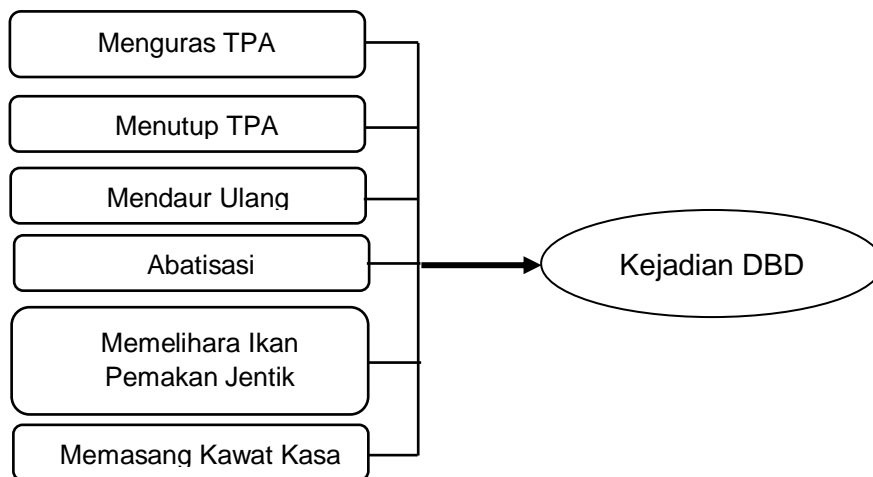 Menguras TPA
Menutup TPA
Mendaur Ulang
Abatisasi
Kejadian DBD
Memelihara Ikan
Pemakan Jentik
Memasang Kawat Kasa